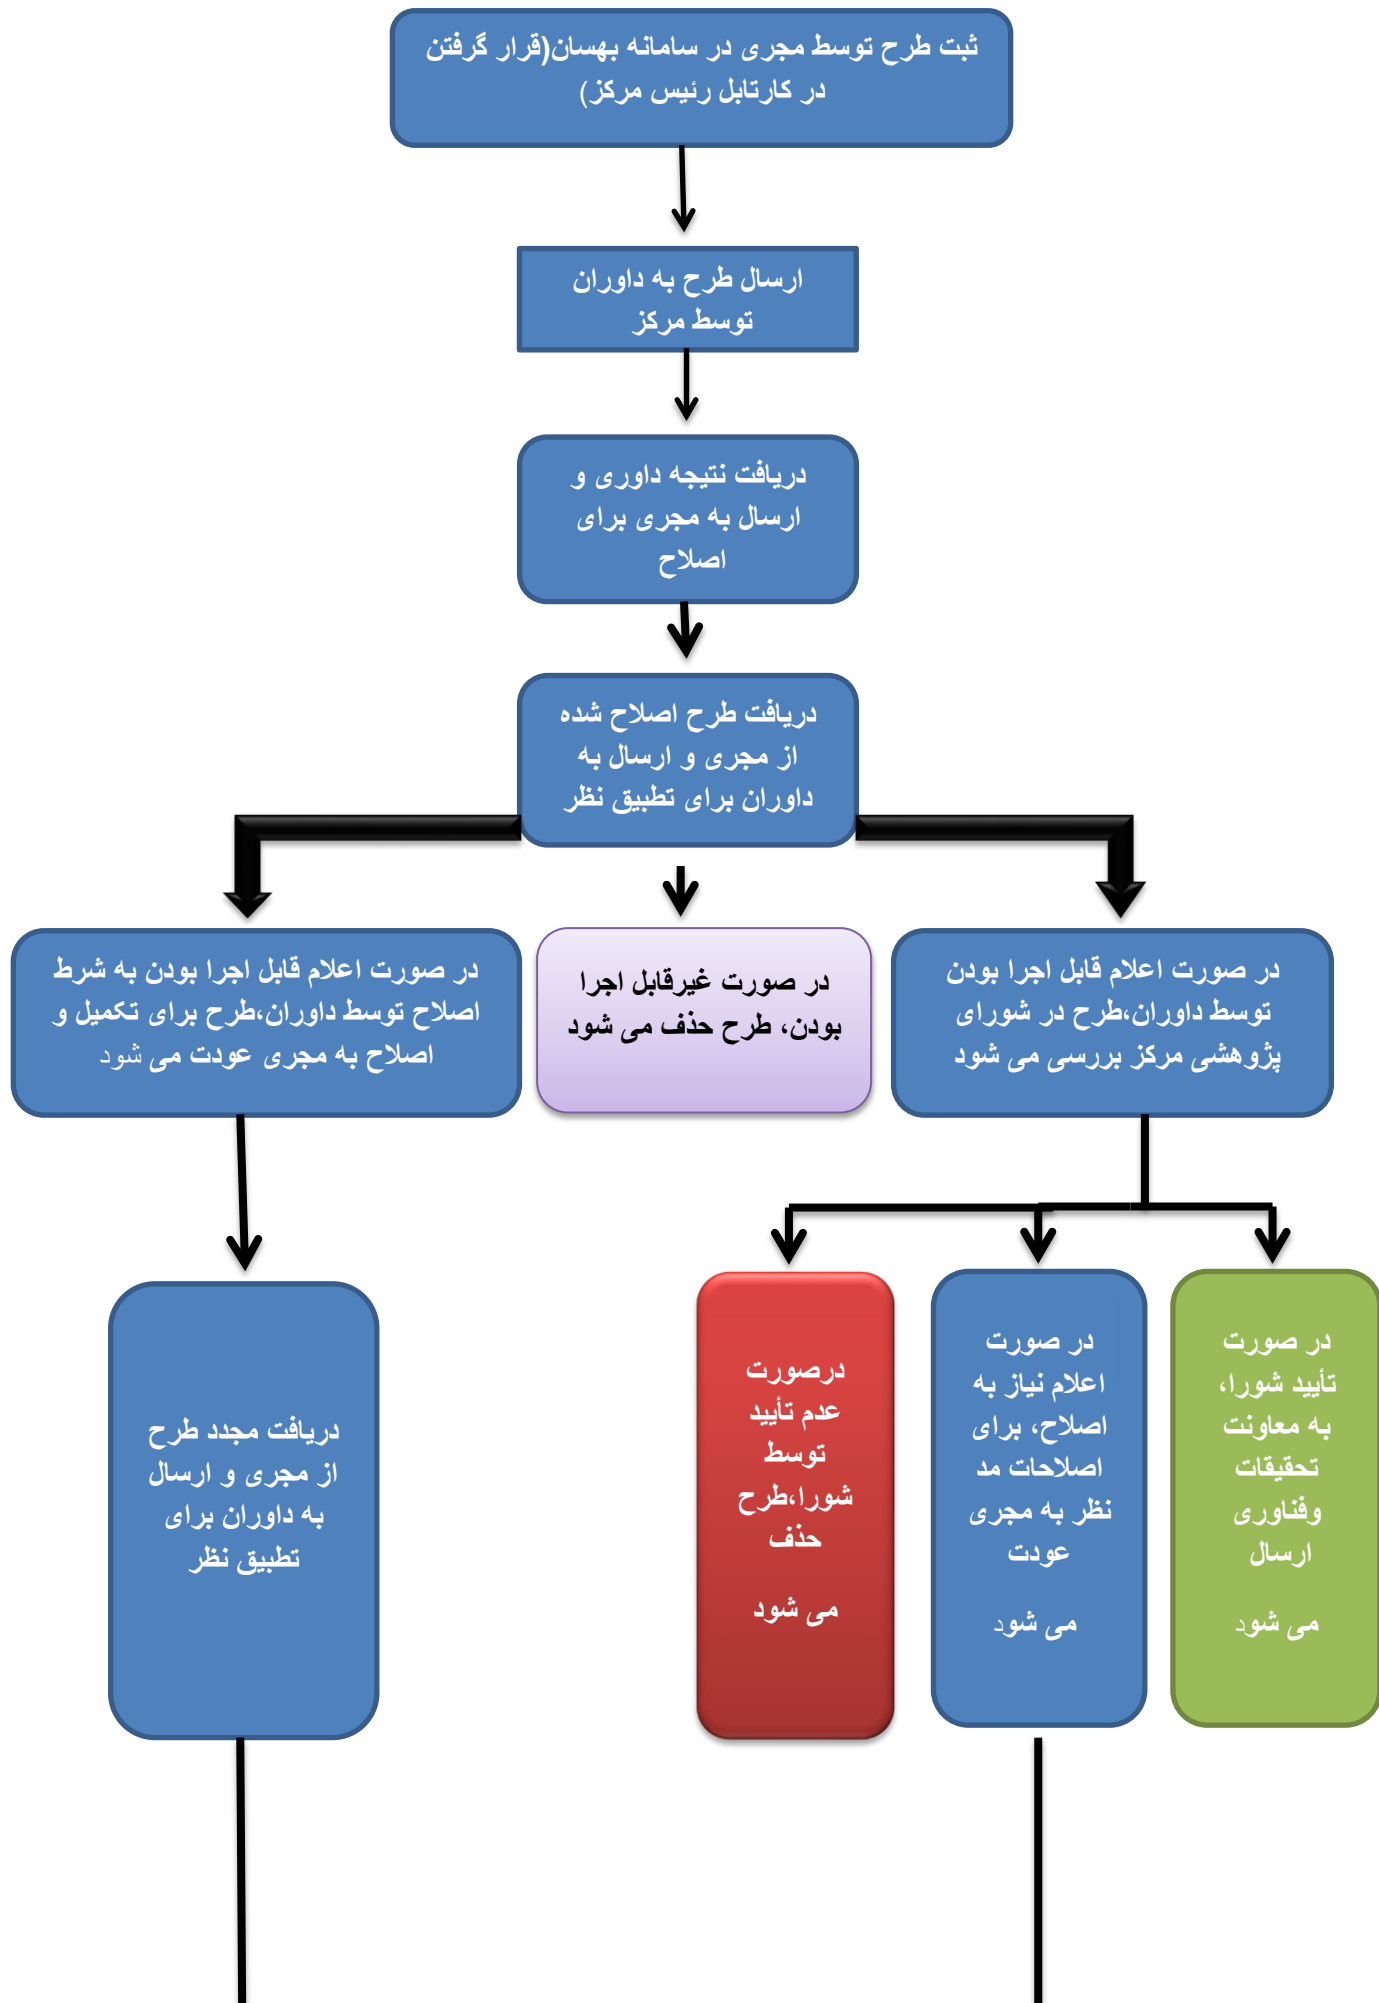 ثبت طرح توسط مجری در سامانه بهسان(قرار گرفتن
در کارتابل رئیس مرکز)
ارسال طرح به داوران
توسط مرکز
دریافت نتیجه داوری و
ارسال به مجری برای
اصلاح
دریافت طرح اصلاح شده
از مجری و ارسال به
داوران برای تطبیق نظر
در صورت اعلام قابل اجرا بودن
توسط داوران،طرح در شورای
پژوهشی مرکز بررسی می شود
در صورت غیرقابل اجرا
بودن، طرح حذف می شود
در صورت اعلام قابل اجرا بودن به شرط
اصلاح توسط داوران،طرح برای تکمیل و
اصلاح به مجری عودت می شود
در صورت
تأیید شورا،
به معاونت
تحقیقات
وفناوری
ارسال
می شود
در صورت
اعلام نیاز به
اصلاح، برای
اصلاحات مد
نظر به مجری
عودت
می شود
درصورت
عدم تأیید
توسط
شورا،طرح
حذف
می شود
دریافت مجدد طرح
از مجری و ارسال
به داوران برای
تطبیق نظر